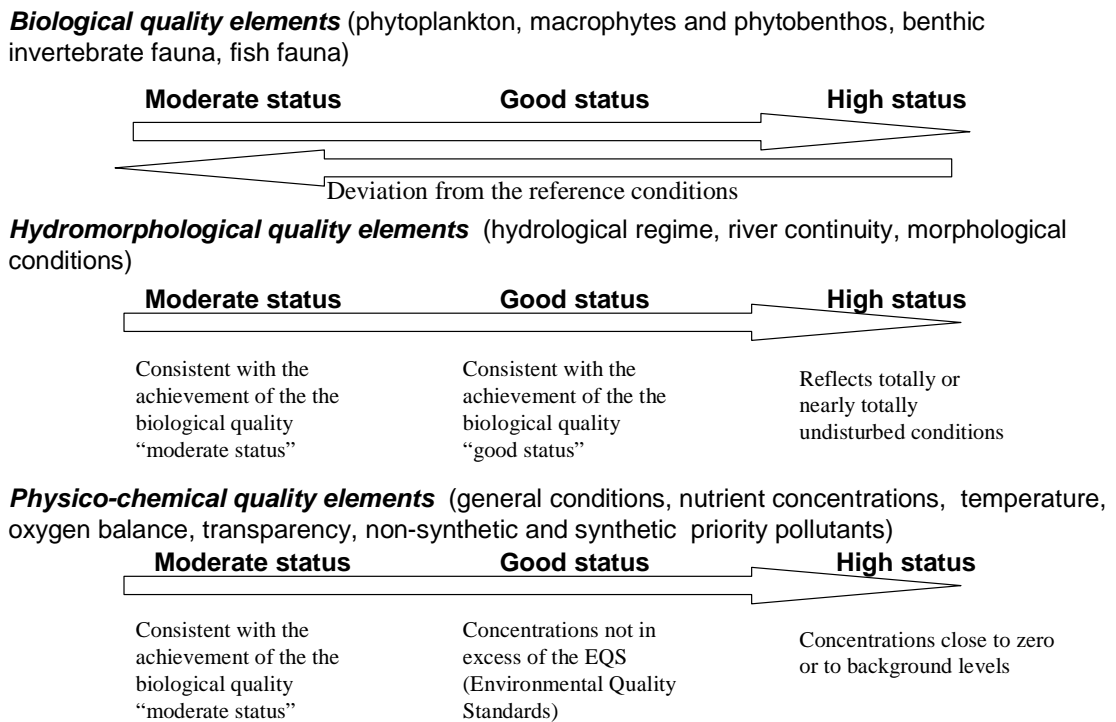 Biological quality elements (phytoplankton, macrophytes and phytobenthos, benthic
invertebrate fauna, fish fauna)
Moderate status Good status High status
Deviation from the reference conditions
Hydromorphological quality elements (hydrological regime, river continuity, morphological
conditions)
Moderate status Good status High status
Consistent with the
achievement of the the
biological quality
“moderate status”
Consistent with the
achievement of the the
biological quality
“good status”
Reflects totally or
nearly totally
undisturbed conditions
Physico-chemical quality elements (general conditions, nutrient concentrations, temperature,
oxygen balance, transparency, non-synthetic and synthetic priority pollutants)
Moderate status Good status High status
Consistent with the
achievement of the the
biological quality
“moderate status”
Concentrations not in
excess of the EQS
(Environmental Quality
Standards)
Concentrations close to zero
or to background levels